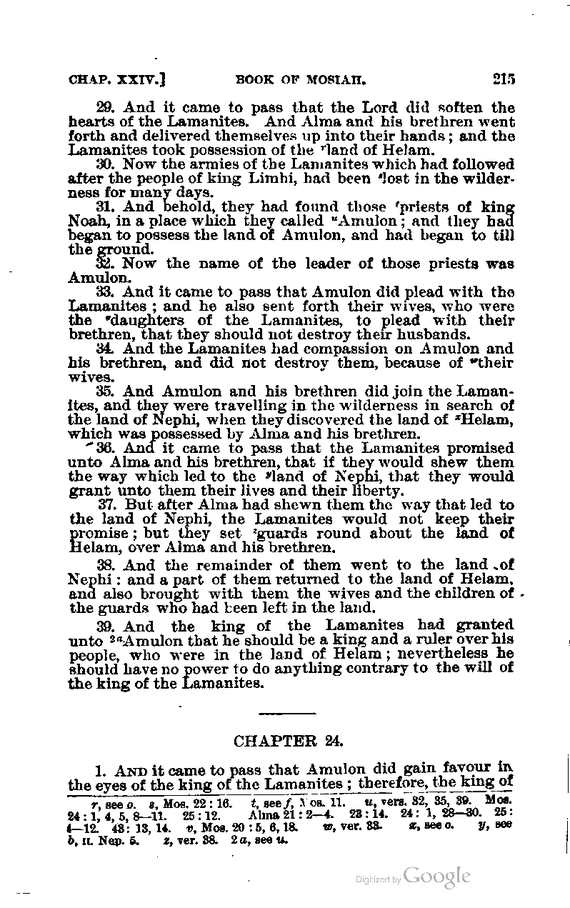 CHAP. XXIV.] BOOK OF MOSIAH. 215
29. And it came to pass that the Lord did soften the
hearts of the Lamanites. And Alma and his brethren went
forth and delivered themselves up into their hands; and the
Lamanites took possession of the ʳland of Helam.
30. Now the armies of the Lamanites which had followed
after the people of king Limhi, had been ˢlost in the wilder-
ness for many days.
31. And behold, they had found those ᵗpriests of king
Noah, in a place which they called ᵘAmulon; and they had
began to possess the land of Amulon, and had began to till
the ground.
32. Now the name of the leader of those priests was
Amulon.
33. And it came to pass that Amulon did plead with the
Lamanites; and he also sent forth their wives, who were
the ᵛdaughters of the Lamanites, to plead with their
brethren, that they should not destroy their husbands.
34. And the Lamanites had compassion on Amulon and
his brethren, and did not destroy them, because of ʷtheir
wives.
35. And Amulon and his brethren did join the Laman-
ites, and they were travelling in the wilderness in search of
the land of Nephi, when they discovered the land of ˣHelam,
which was possessed by Alma and his brethren.
36. And it came to pass that the Lamanites promised
unto Alma and his brethren, that if they would shew them
the way which led to the ʸland of Nephi, that they would
grant unto them their lives and their liberty.
37. But after Alma had shewn them the way that led to
the land of Nephi, the Lamanites would not keep their
promise; but they set ᶻguards round about the land of
Helam, over Alma and his brethren.
38. And the remainder of them went to the land of
Nephi: and a part of them returned to the land of Helam,
and also brought with them the wives and the children of
the guards who had been left in the land.
39. And the king of the Lamanites had granted
unto ²ᵃAmulon that he should be a king and a ruler over his
people, who were in the land of Helam; nevertheless he
should have no power to do anything contrary to the will of
the king of the Lamanites.
CHAPTER 24.
1. AND it came to pass that Amulon did gain favour in
the eyes of the king of the Lamanites; therefore, the king of
r, see o. s, Mos. 22:16. t, see f, Mos. 11. u, vers. 32, 35, 39. Mos.
24:1, 4, 5, 8—11. 25:12. Alma 21:2—4. 23:14. 24:1, 28—30. 25:
4—12. 43:13, 14. v, Mos. 20:5, 6, 18. w, ver. 33. x, see o. y, see
b, II. Nep. 5. z, ver. 38. 2a, see u.
Digitized by Google